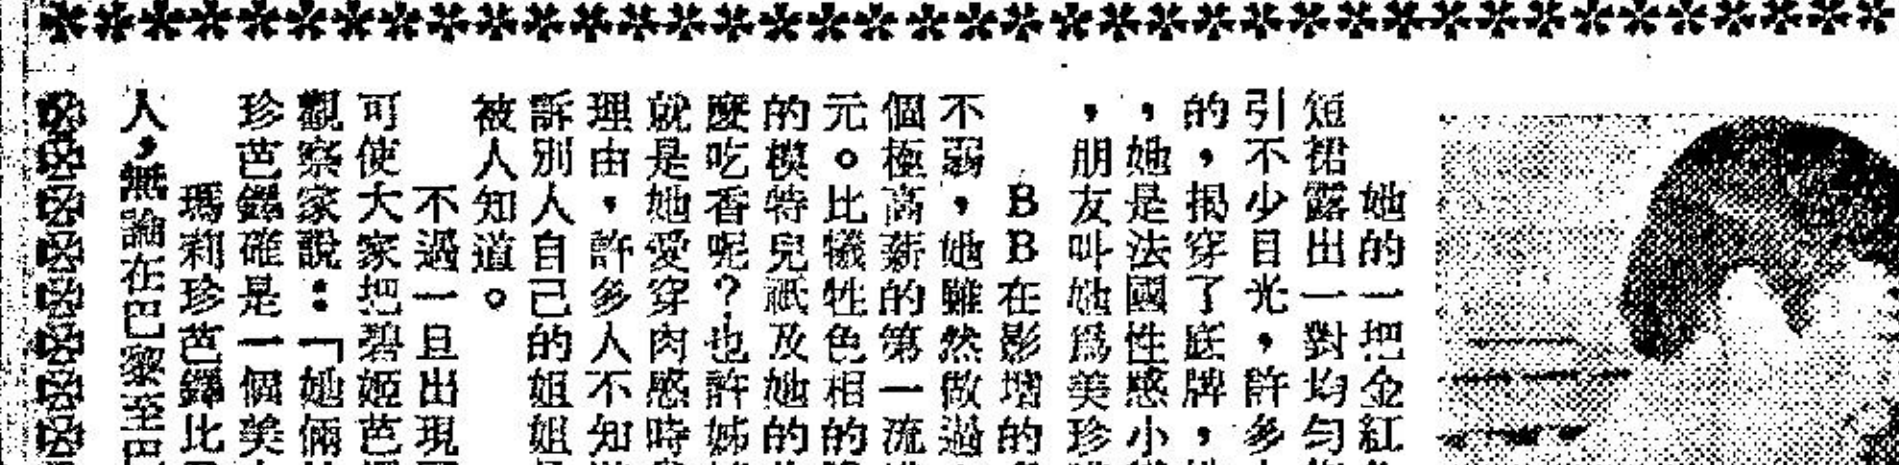 她的一把金紅
短裙露出一對均勻
引不少目光，許多
的，揭穿了底牌，
，她是法國性感小
，朋友叫她爲美珍
BB在影壇的
不弱，她雖然做過
個極高薪的第一流
元。比犧牲色相的
的模特兒祇及她的
麼吃香呢？也許姊
就是她愛穿肉感時
理由，許多人不知
訴別人自己的姐姐
被人知道。
不過一旦出現
可使大家把碧姬芭
觀察家說：「她倆
珍芭鐸確是一個美
瑪莉珍芭鐸比
人，無論在巴黎至巴